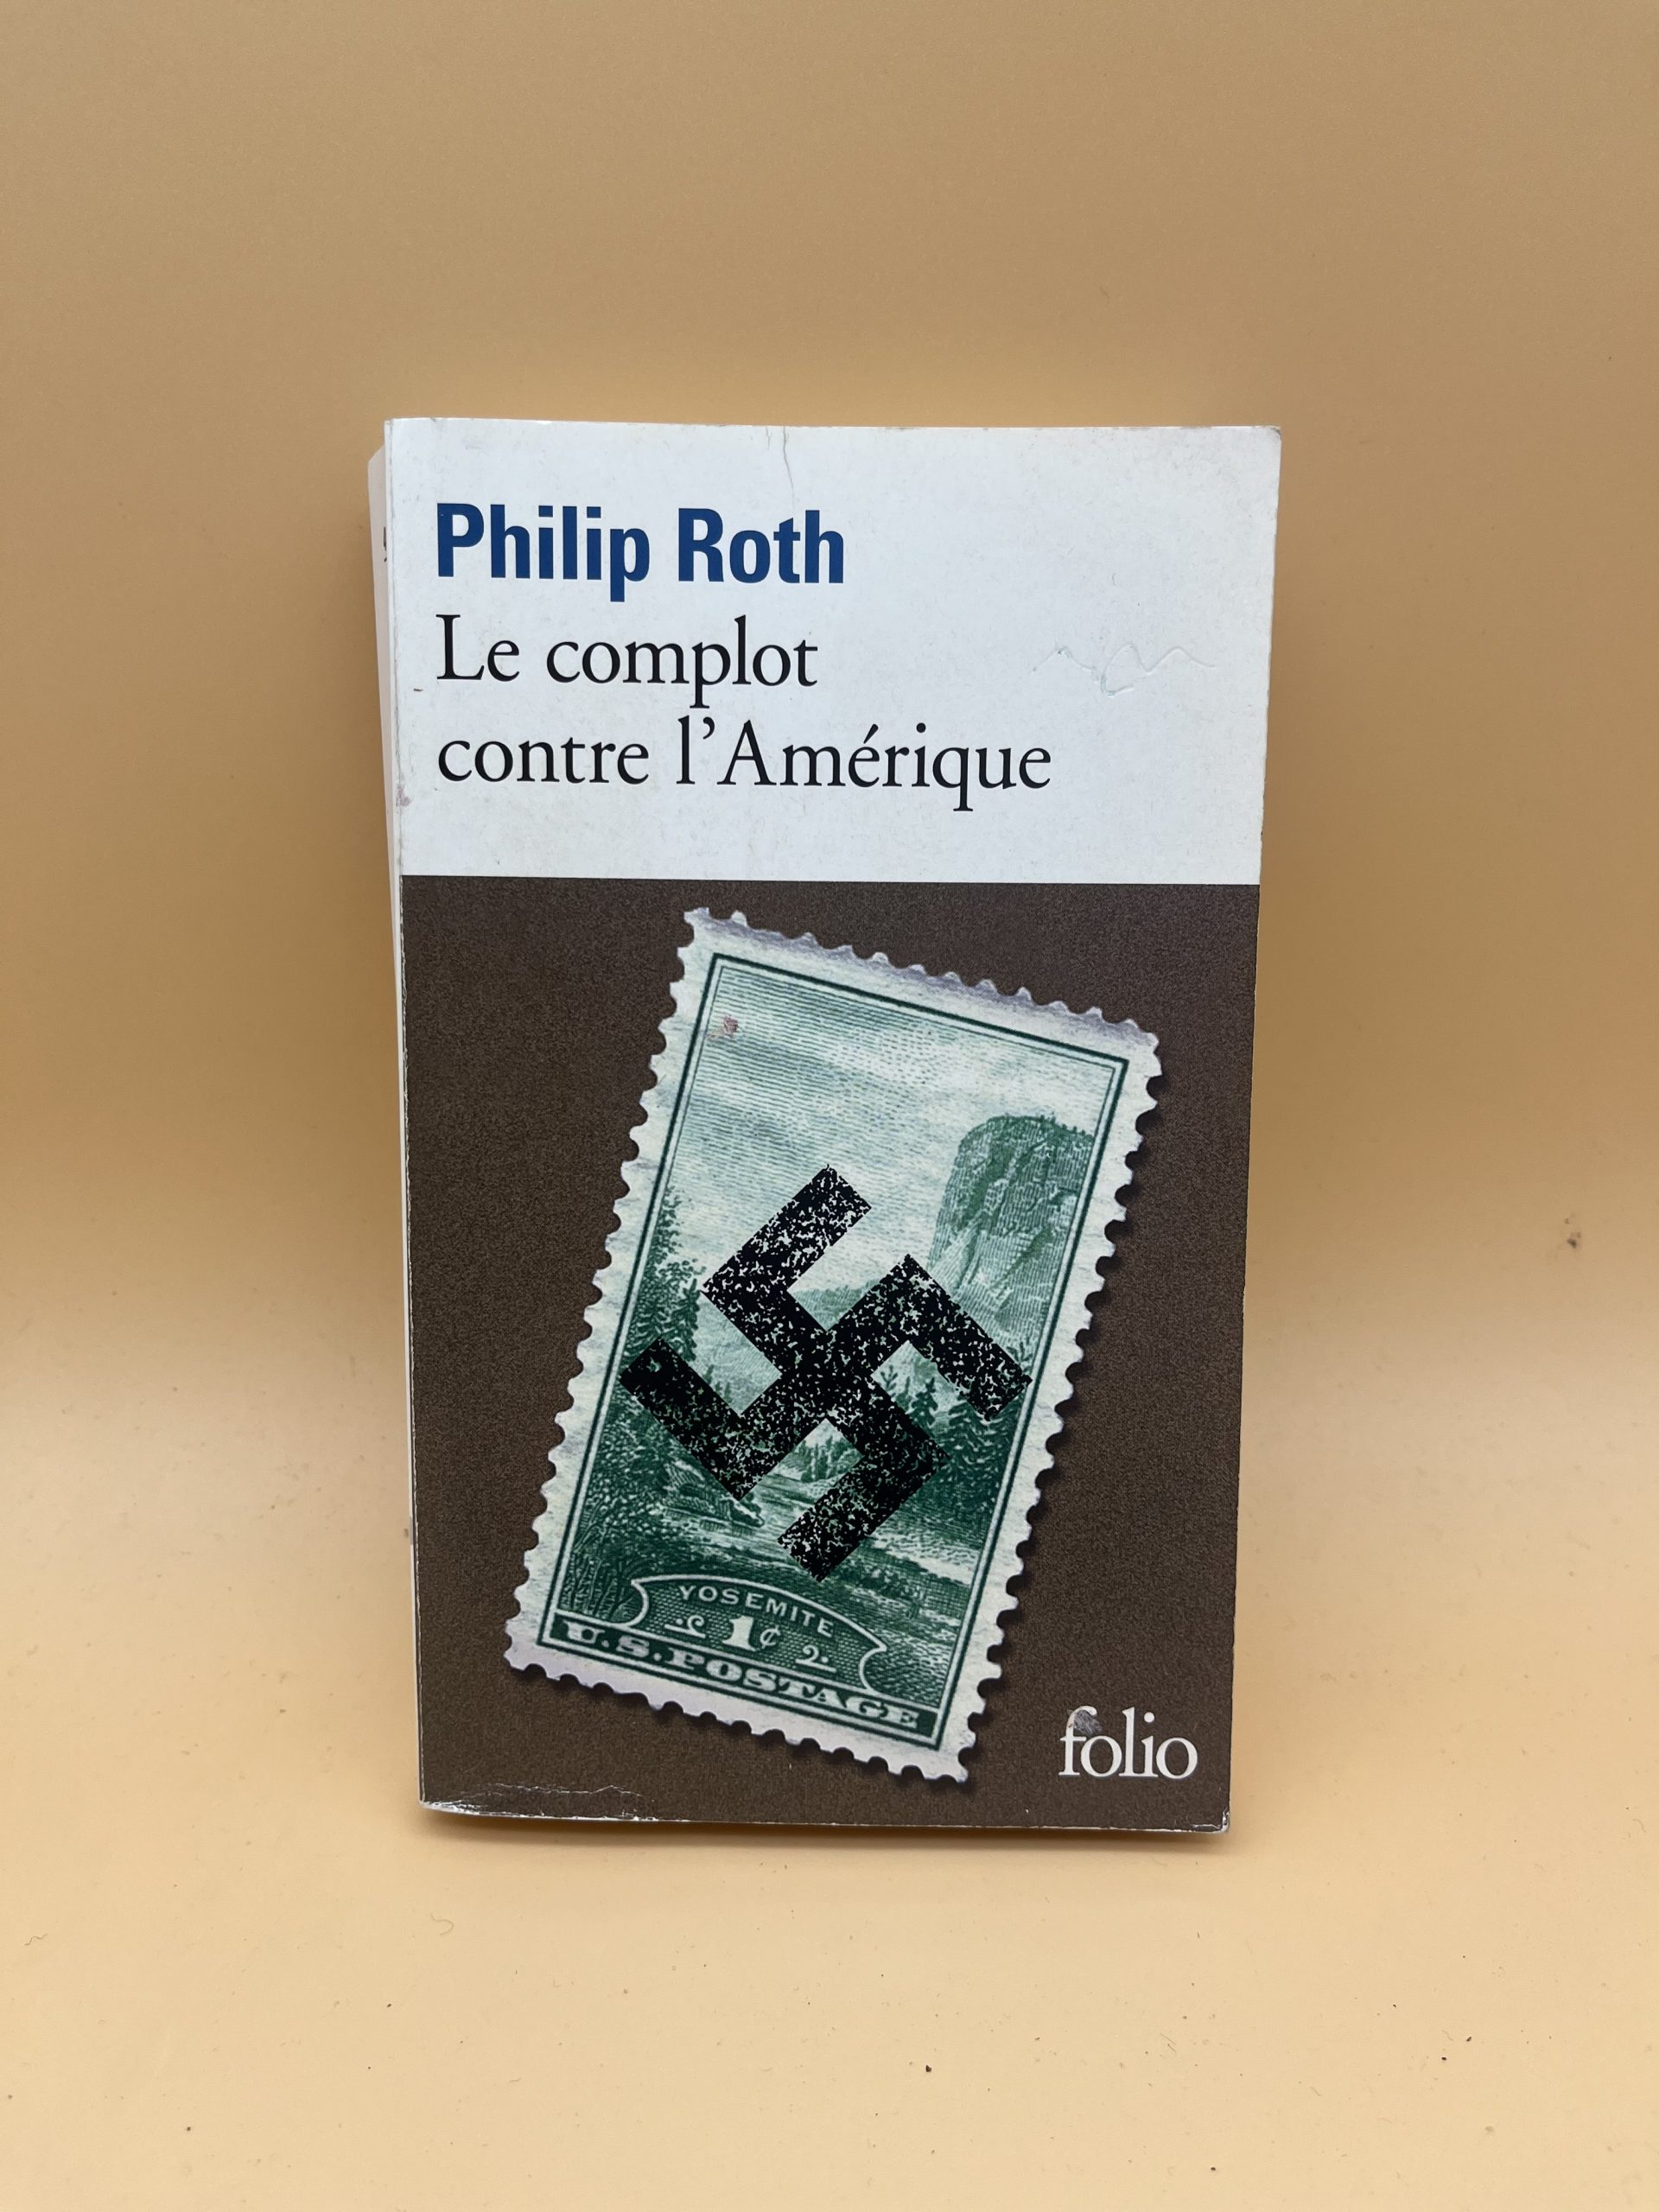 Philip Roth
Le complot
contre l'Amérique
YOSEMITE
1¢
U.S.POSTAGE
folio